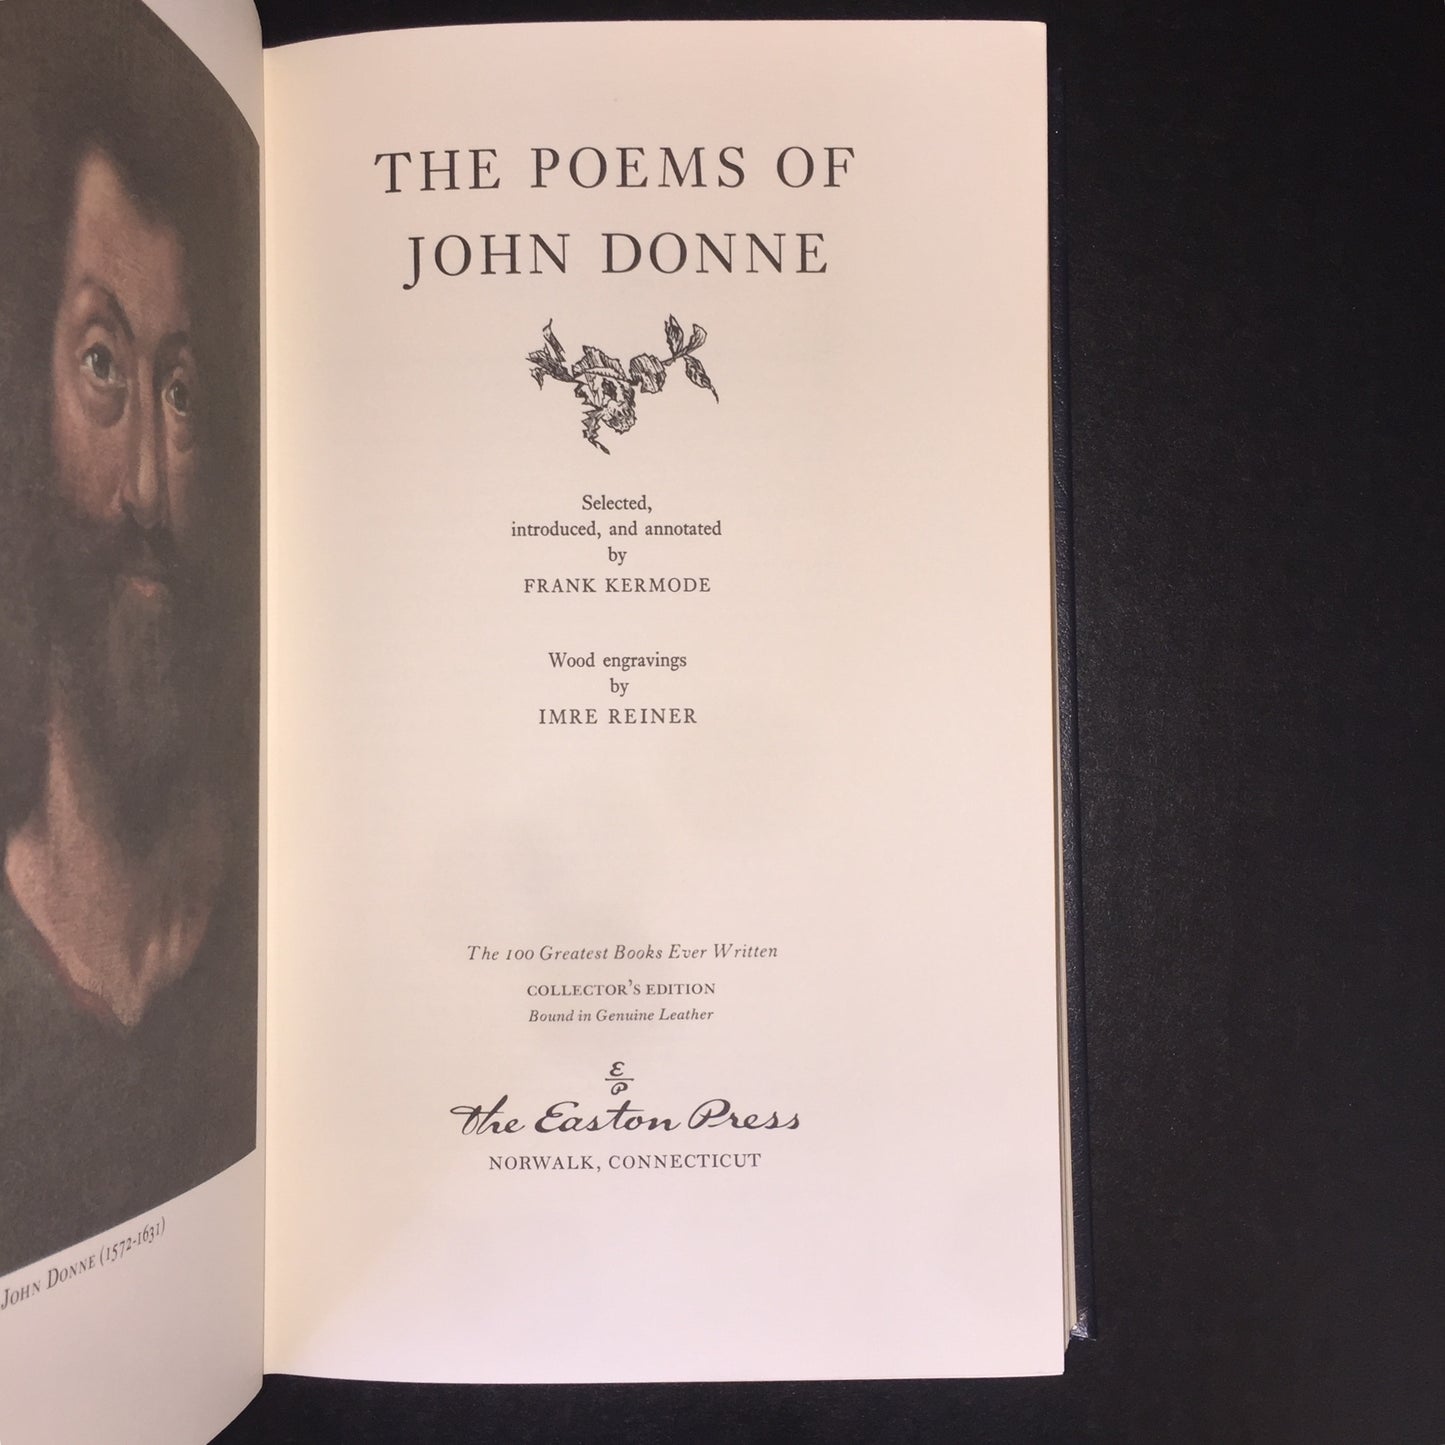 THE POEMS OF
JOHN DONNE
Selected,
introduced, and annotated
by
FRANK KERMODE
Wood engravings
by
IMRE REINER
The 100 Greatest Books Ever Written
COLLECTOR'S EDITION
Bound in Genuine Leather
E
P
The Easton Press
NORWALK, CONNECTICUT
JOHN DONNE (1572-1631)